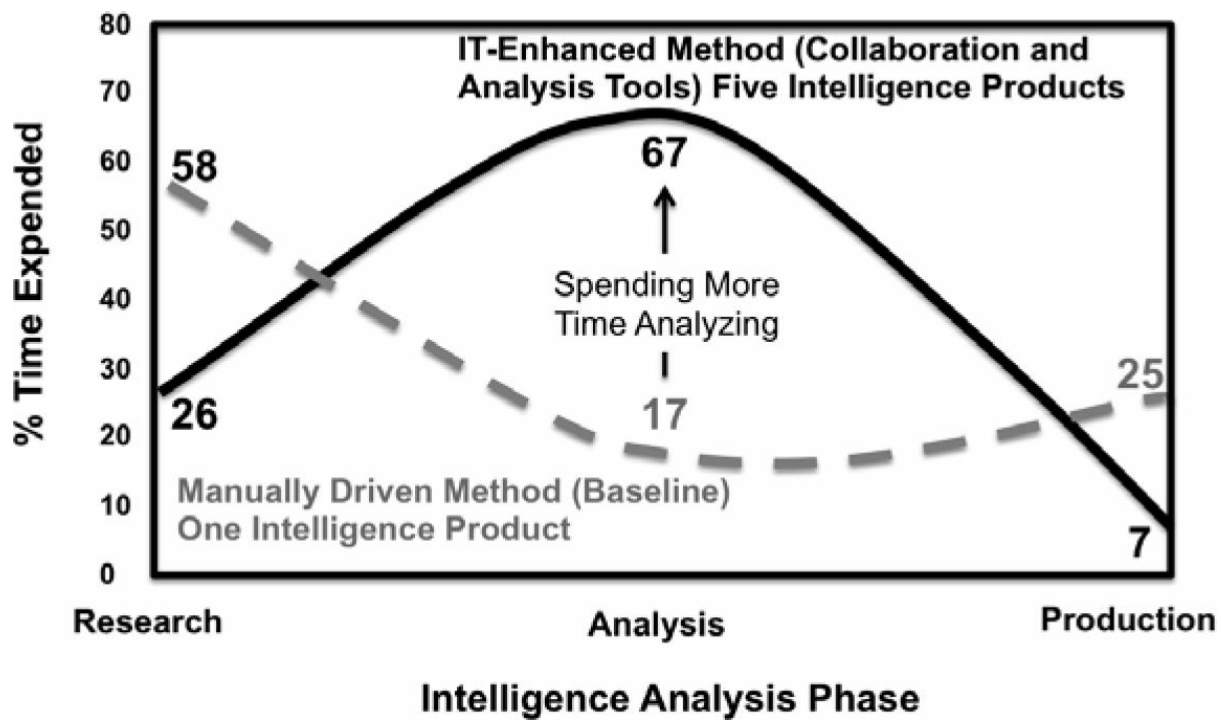 80
IT-Enhanced Method (Collaboration and
Analysis Tools) Five Intelligence Products
70
60
50
40
30
20
10
0
% Time Expended
58
67
Spending More
Time Analyzing
26
17
25
Manually Driven Method (Baseline)
One Intelligence Product
7
Research
Analysis
Production
Intelligence Analysis Phase